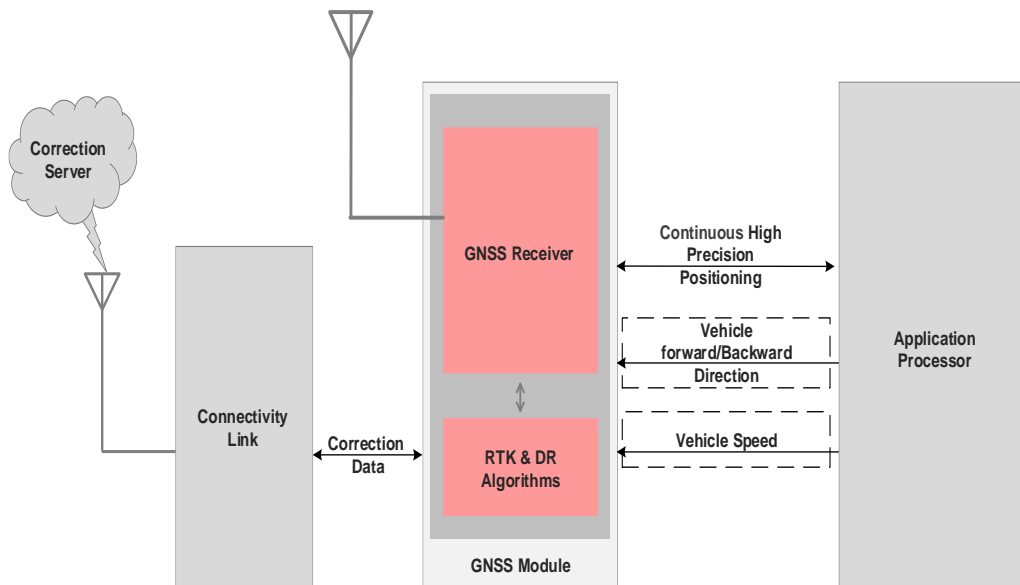 Correction
Server
GNSS Receiver
Continuous High
Precision
Positioning
Vehicle
forward/Backward
Direction
Application
Processor
Connectivity
Link
Correction
Data
RTK & DR
Algorithms
Vehicle Speed
GNSS Module